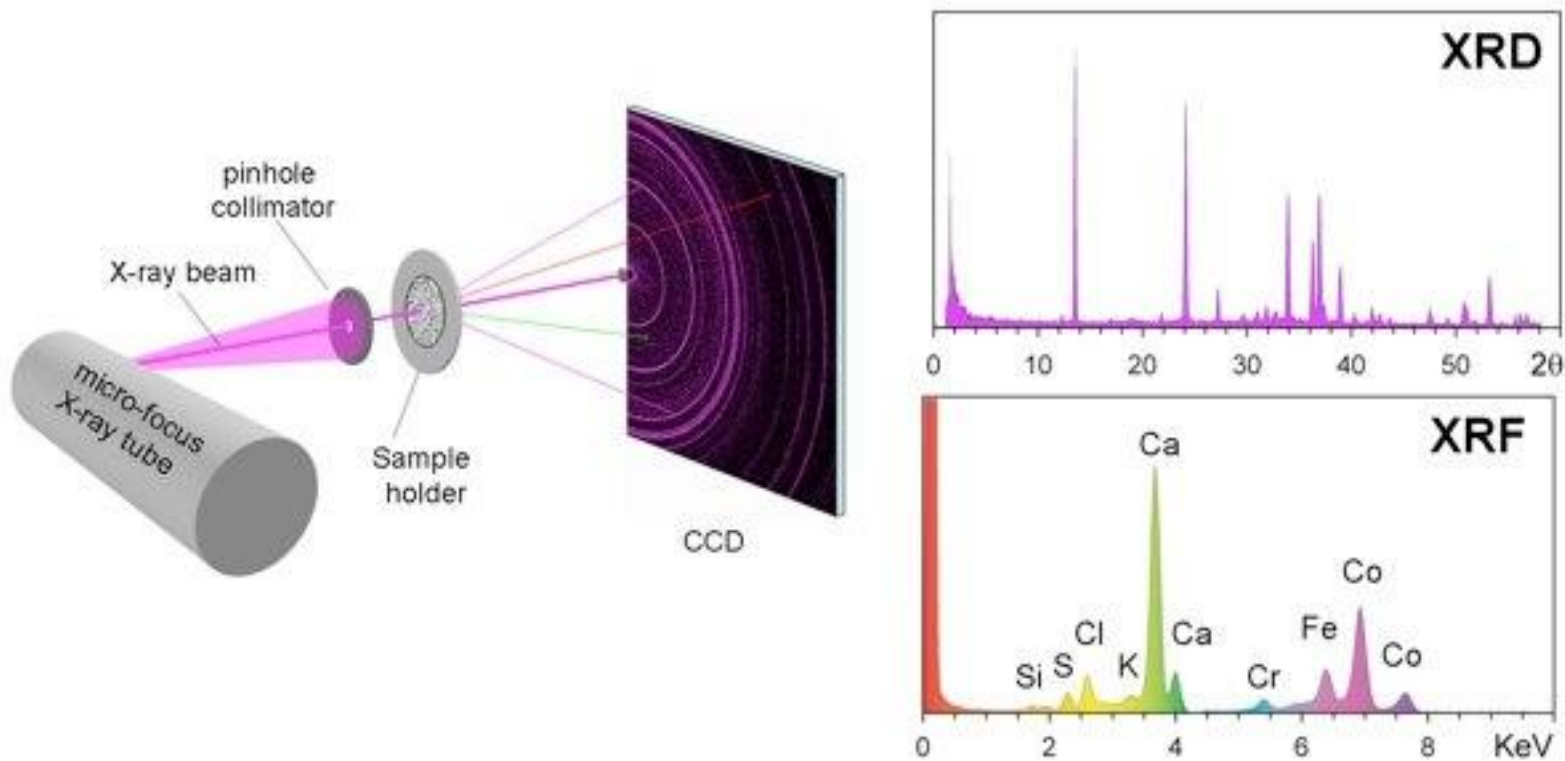 pinhole
collimator
X-ray beam
micro-focus
X-ray tube
Sample
holder
CCD
XRD
0 10 20 30 40 50 2θ
XRF
Ca
Co
Cl
Ca
Fe
Si
S
K
Cr
Co
0 2 4 6 8 KeV